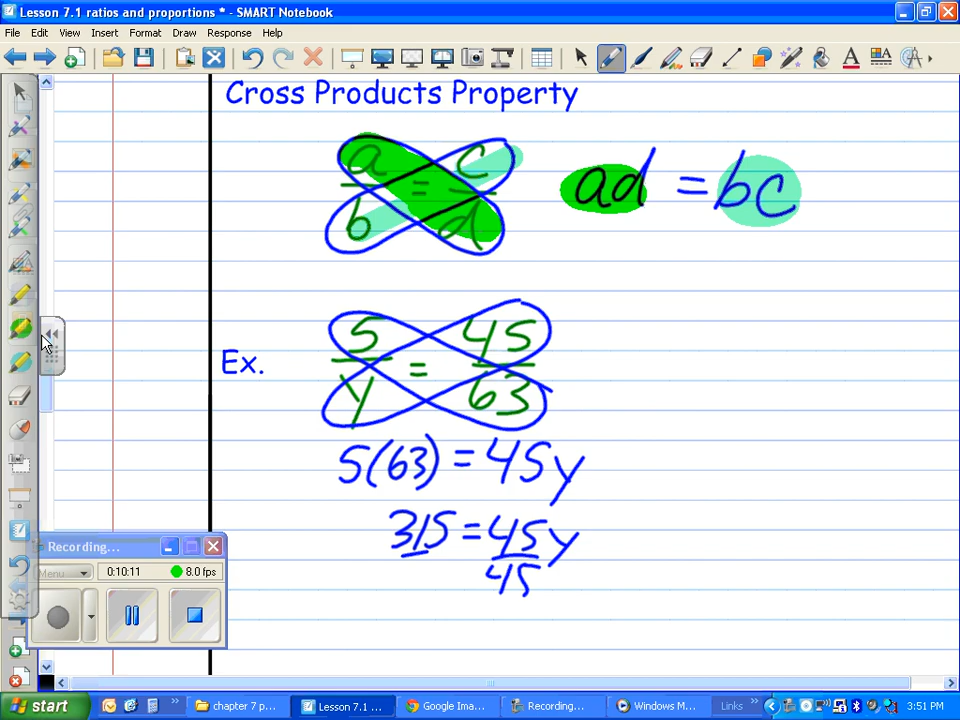 Lesson 7.1 ratios and proportions * - SMART Notebook
File Edit View Insert Format Draw Response Help
Cross Products Property
a/b = c/d
ad = bc
Ex.
5/y = 45/63
5(63) = 45y
315 = 45y
45
Recording...
Menu
0:10:11
8.0 fps
start
chapter 7 p...
Lesson 7.1 ...
Google Ima...
Recording...
Windows M...
Links
3:51 PM